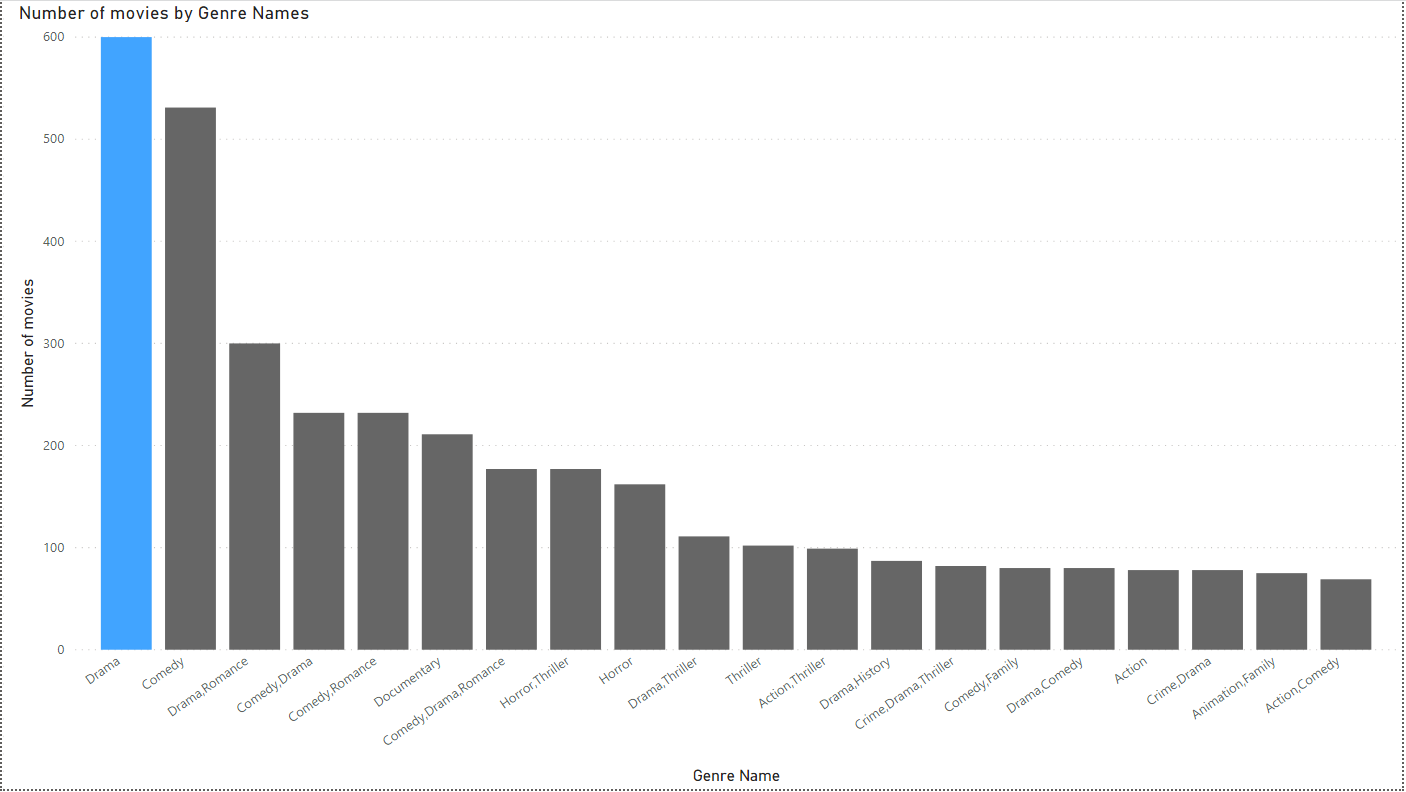 Number of movies by Genre Names
600
500
400
300
200
100
0
Number of movies
Drama
Comedy
Drama,Romance
Comedy,Drama
Comedy,Romance
Documentary
Comedy,Drama,Romance
Horror,Thriller
Horror
Drama,Thriller
Thriller
Action,Thriller
Drama,History
Crime,Drama,Thriller
Comedy,Family
Drama,Comedy
Action
Crime,Drama
Animation,Family
Action,Comedy
Genre Name